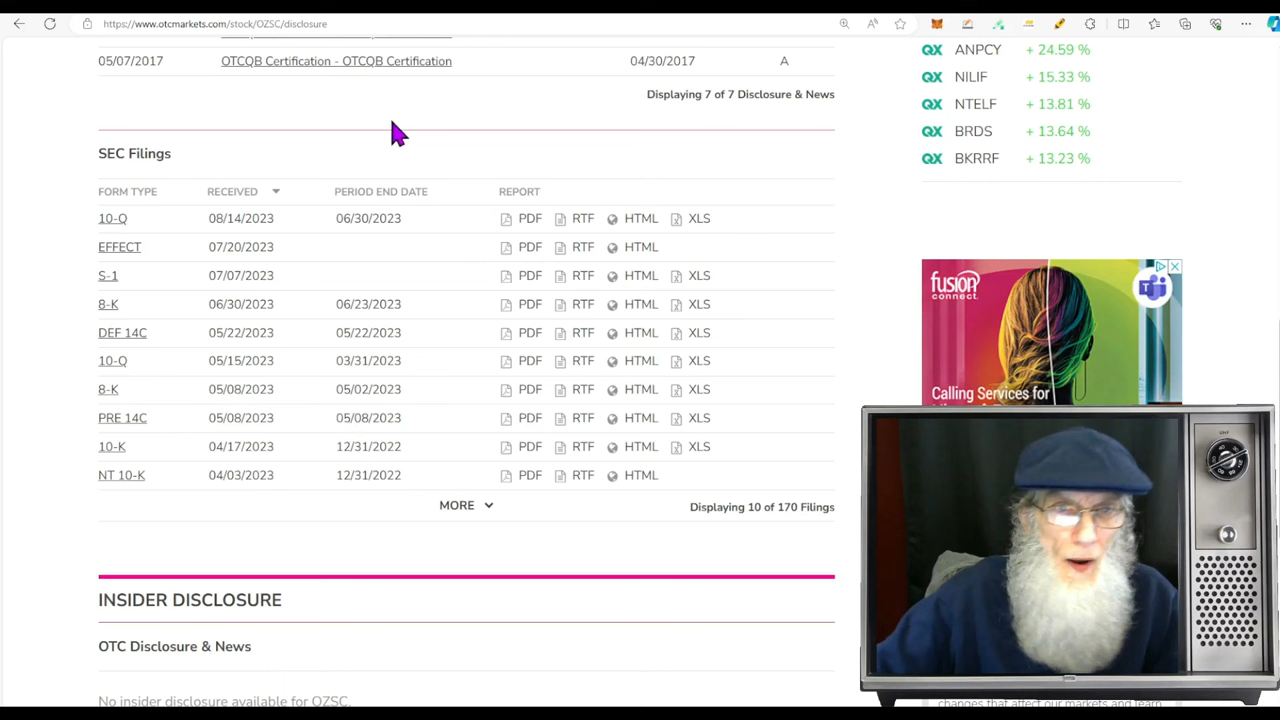 https://www.otcmarkets.com/stock/OZSC/disclosure
05/07/2017 OTCQB Certification - OTCQB Certification 04/30/2017 A
Displaying 7 of 7 Disclosure & News
SEC Filings
FORM TYPE RECEIVED PERIOD END DATE REPORT
10-Q 08/14/2023 06/30/2023 PDF RTF HTML XLS
EFFECT 07/20/2023 PDF RTF HTML
S-1 07/07/2023 PDF RTF HTML XLS
8-K 06/30/2023 06/23/2023 PDF RTF HTML XLS
DEF 14C 05/22/2023 05/22/2023 PDF RTF HTML XLS
10-Q 05/15/2023 03/31/2023 PDF RTF HTML XLS
8-K 05/08/2023 05/02/2023 PDF RTF HTML XLS
PRE 14C 05/08/2023 05/08/2023 PDF RTF HTML XLS
10-K 04/17/2023 12/31/2022 PDF RTF HTML XLS
NT 10-K 04/03/2023 12/31/2022 PDF RTF HTML
MORE
Displaying 10 of 170 Filings
INSIDER DISCLOSURE
OTC Disclosure & News
No insider disclosure available for OZSC.
QX ANPCY + 24.59 %
QX NILIF + 15.33 %
QX NTELF + 13.81 %
QX BRDS + 13.64 %
QX BKRRF + 13.23 %
fusion
connect
Calling Services for
UHF
changes that affect our markets and learn